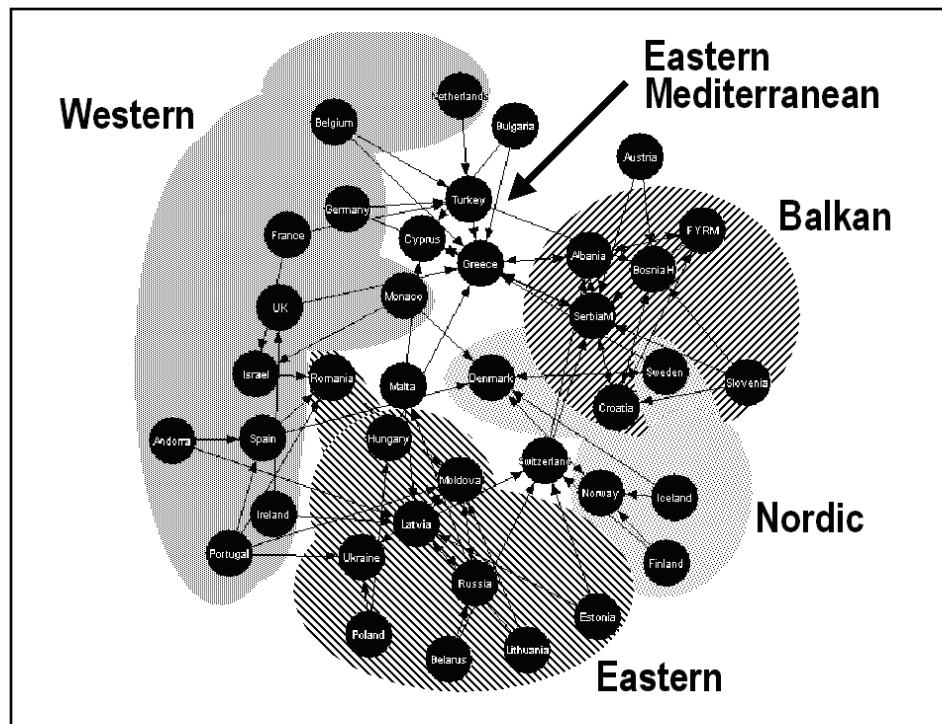 Eastern
Mediterranean
Western
Netherlands
Belgium
Bulgaria
Austria
Turkey
Germany
France
Cyprus
FYRM
Balkan
Albania
Greece
BosniaH
Monaco
UK
SerbiaM
Israel
Romania
Malta
Denmark
Sweden
Slovenia
Croatia
Andorra
Spain
Hungary
Switzerland
Moldova
Norway
Iceland
Nordic
Ireland
Latvia
Portugal
Ukraine
Finland
Russia
Estonia
Poland
Lithuania
Belarus
Eastern